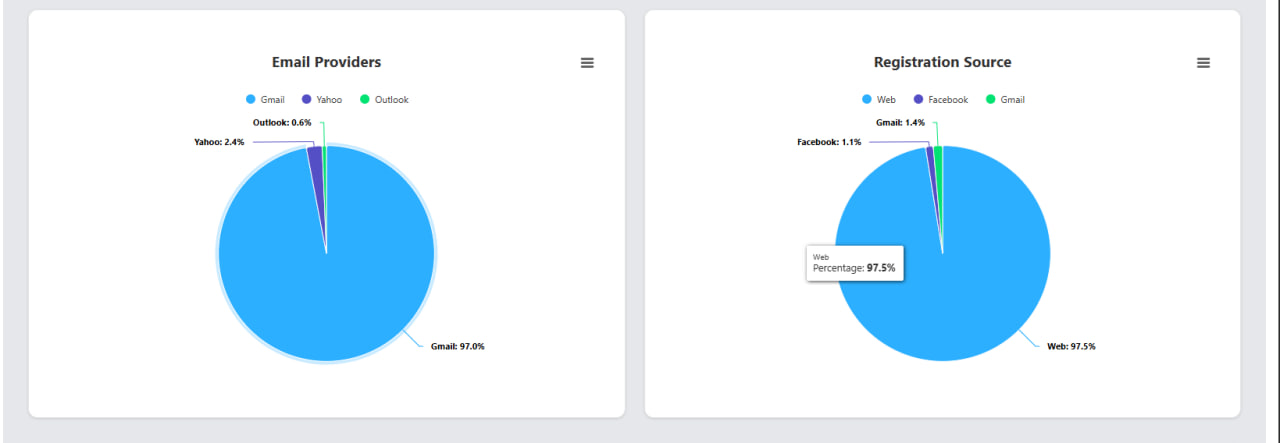 Email Providers
Gmail Yahoo Outlook
Outlook: 0.6%
Yahoo: 2.4%
Gmail: 97.0%
Registration Source
Web Facebook Gmail
Gmail: 1.4%
Facebook: 1.1%
Web
Percentage: 97.5%
Web: 97.5%